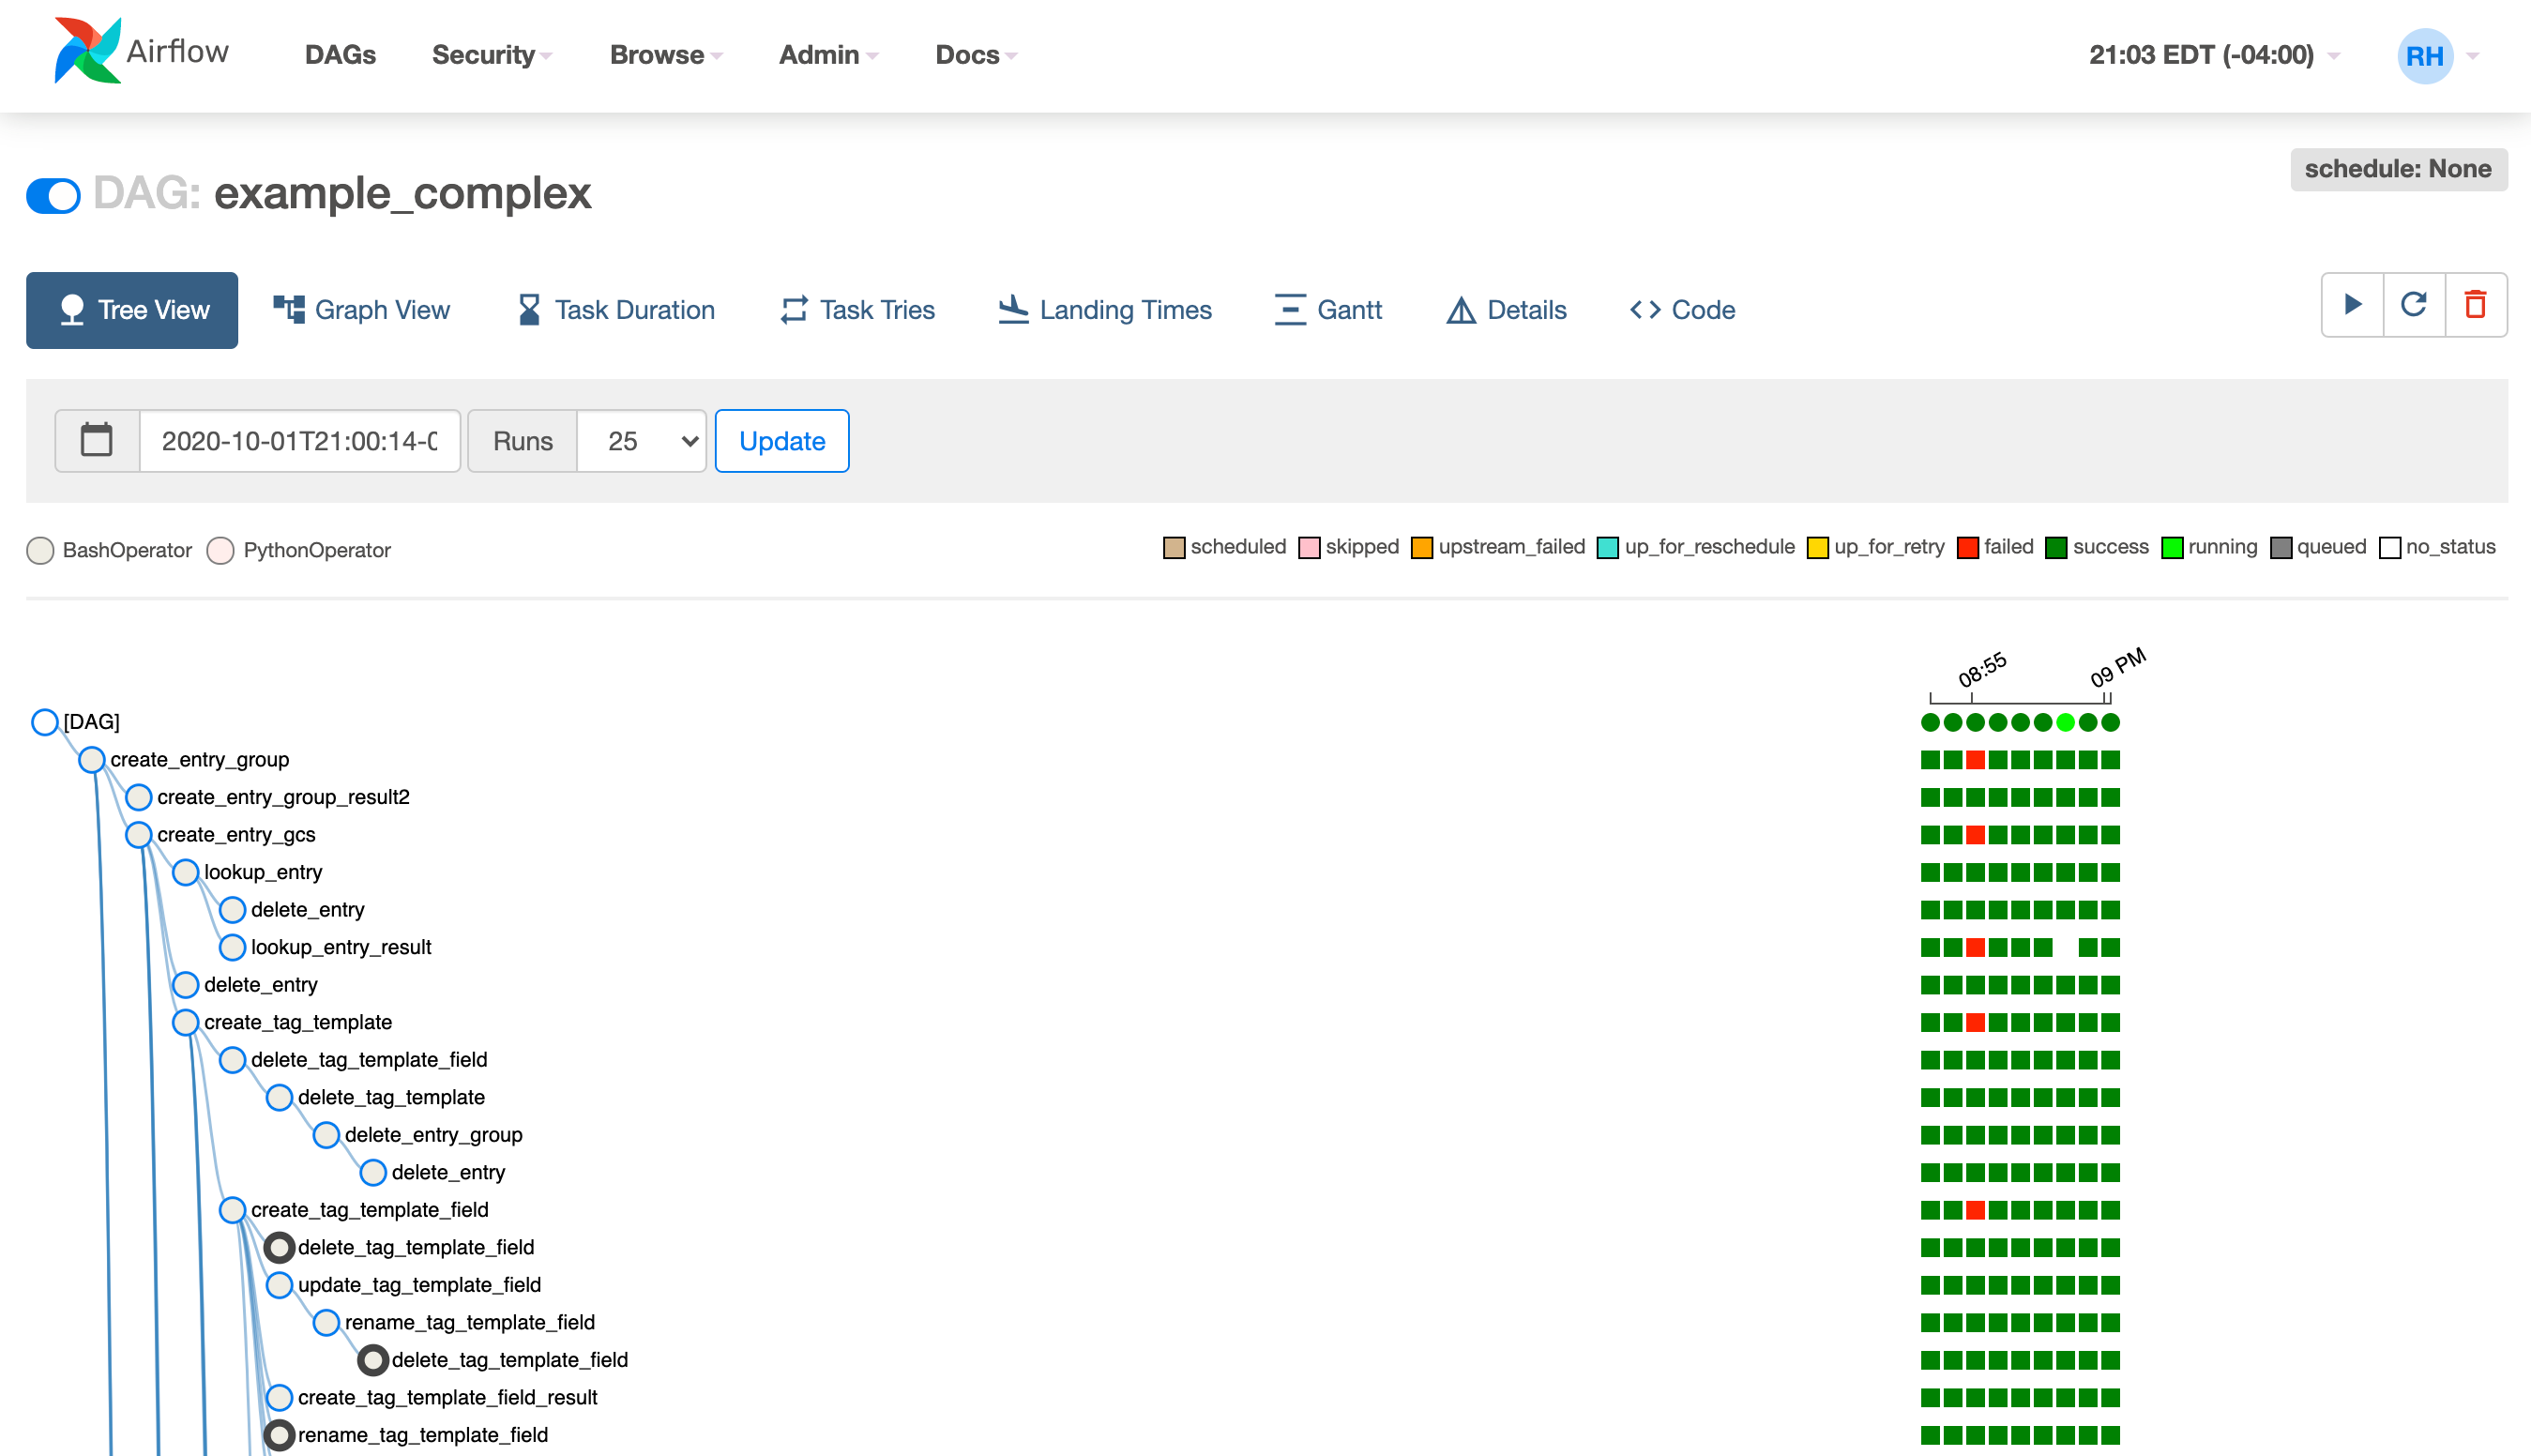 Airflow DAGs Security Browse Admin Docs 21:03 EDT (-04:00) RH
schedule: None
DAG: example_complex
Tree View Graph View Task Duration Task Tries Landing Times Gantt Details Code
2020-10-01T21:00:14-0 Runs 25 Update
BashOperator PythonOperator scheduled skipped upstream_failed up_for_reschedule up_for_retry failed success running queued no_status
08:55 09 PM
[DAG]
create_entry_group
create_entry_group_result2
create_entry_gcs
lookup_entry
delete_entry
lookup_entry_result
delete_entry
create_tag_template
delete_tag_template_field
delete_tag_template
delete_entry_group
delete_entry
create_tag_template_field
delete_tag_template_field
update_tag_template_field
rename_tag_template_field
delete_tag_template_field
create_tag_template_field_result
rename_tag_template_field